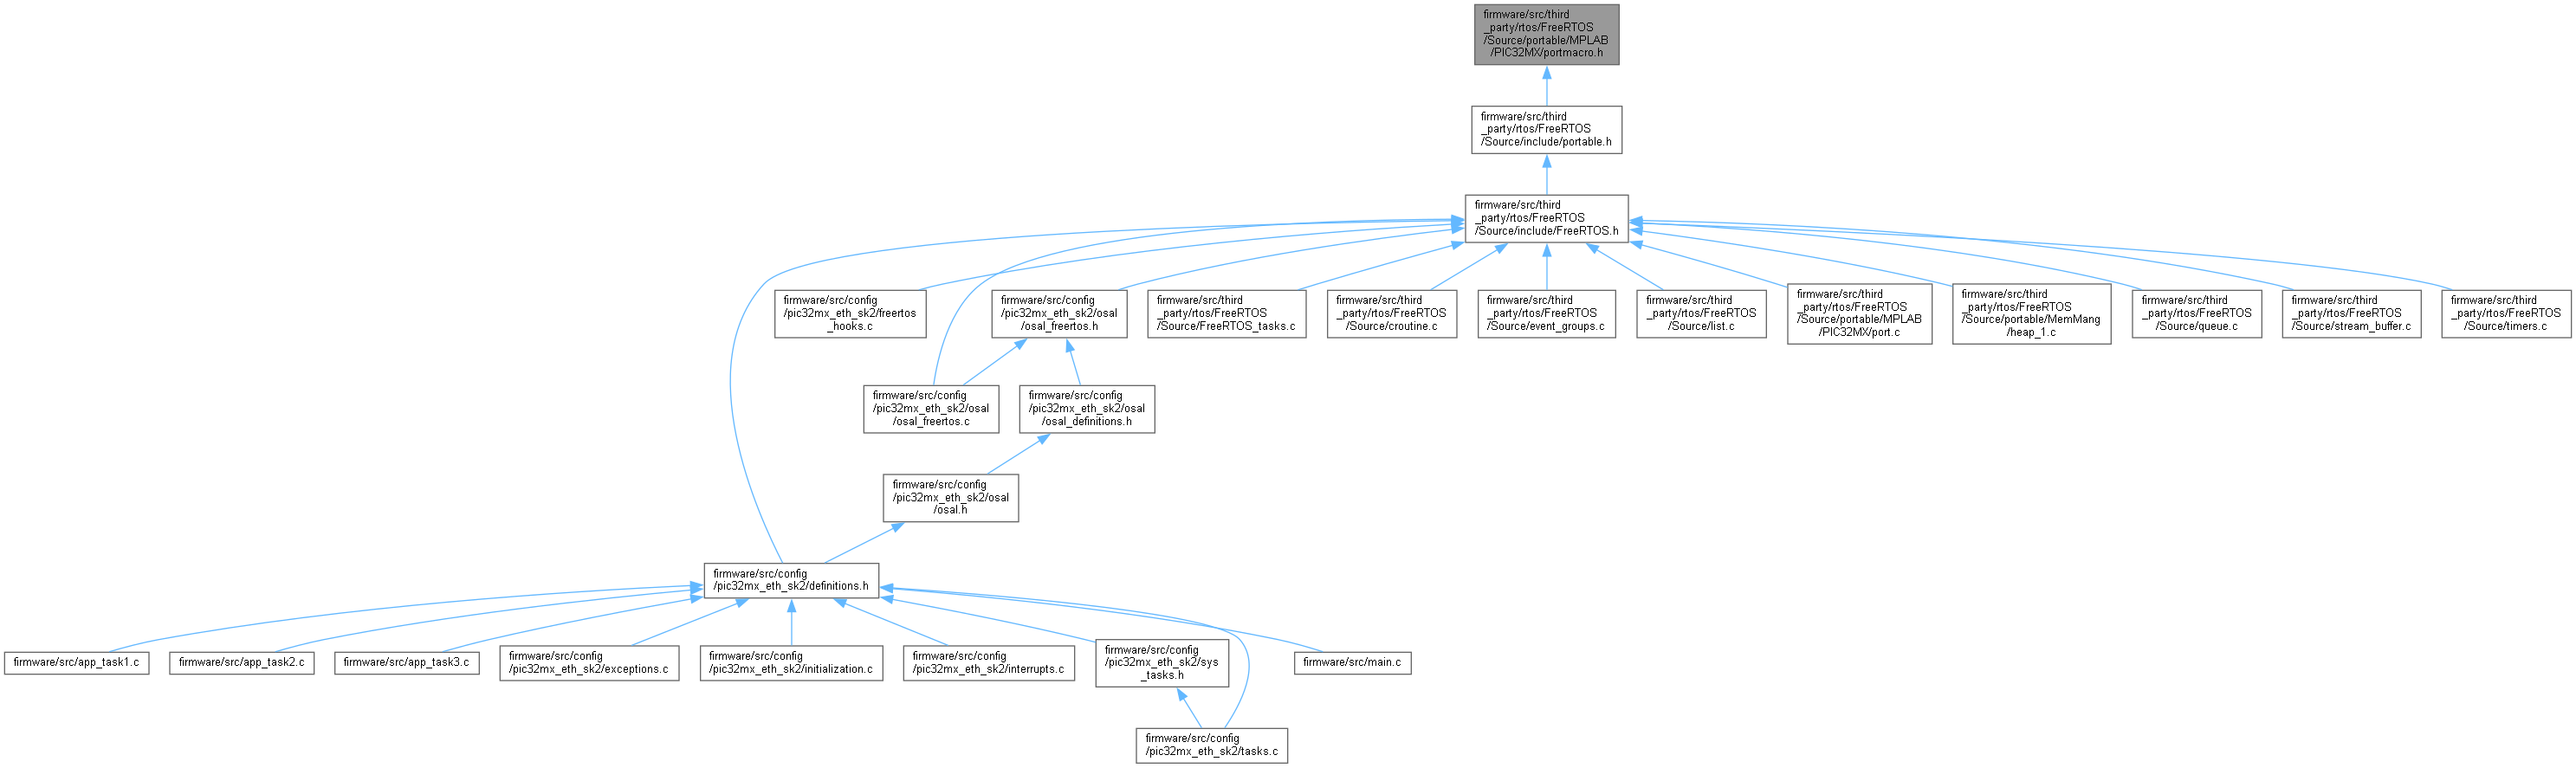 firmware/src/third
_party/rtos/FreeRTOS
/Source/portable/MPLAB
/PIC32MX/portmacro.h
firmware/src/third
_party/rtos/FreeRTOS
/Source/include/portable.h
firmware/src/third
_party/rtos/FreeRTOS
/Source/include/FreeRTOS.h
firmware/src/config
/pic32mx_eth_sk2/freertos
_hooks.c
firmware/src/config
/pic32mx_eth_sk2/osal
/osal_freertos.h
firmware/src/third
_party/rtos/FreeRTOS
/Source/FreeRTOS_tasks.c
firmware/src/third
_party/rtos/FreeRTOS
/Source/croutine.c
firmware/src/third
_party/rtos/FreeRTOS
/Source/event_groups.c
firmware/src/third
_party/rtos/FreeRTOS
/Source/list.c
firmware/src/third
_party/rtos/FreeRTOS
/Source/portable/MPLAB
/PIC32MX/port.c
firmware/src/third
_party/rtos/FreeRTOS
/Source/portable/MemMang
/heap_1.c
firmware/src/third
_party/rtos/FreeRTOS
/Source/queue.c
firmware/src/third
_party/rtos/FreeRTOS
/Source/stream_buffer.c
firmware/src/third
_party/rtos/FreeRTOS
/Source/timers.c
firmware/src/config
/pic32mx_eth_sk2/osal
/osal_freertos.c
firmware/src/config
/pic32mx_eth_sk2/osal
/osal_definitions.h
firmware/src/config
/pic32mx_eth_sk2/osal
/osal.h
firmware/src/config
/pic32mx_eth_sk2/definitions.h
firmware/src/app_task1.c
firmware/src/app_task2.c
firmware/src/app_task3.c
firmware/src/config
/pic32mx_eth_sk2/exceptions.c
firmware/src/config
/pic32mx_eth_sk2/initialization.c
firmware/src/config
/pic32mx_eth_sk2/interrupts.c
firmware/src/config
/pic32mx_eth_sk2/sys
_tasks.h
firmware/src/main.c
firmware/src/config
/pic32mx_eth_sk2/tasks.c